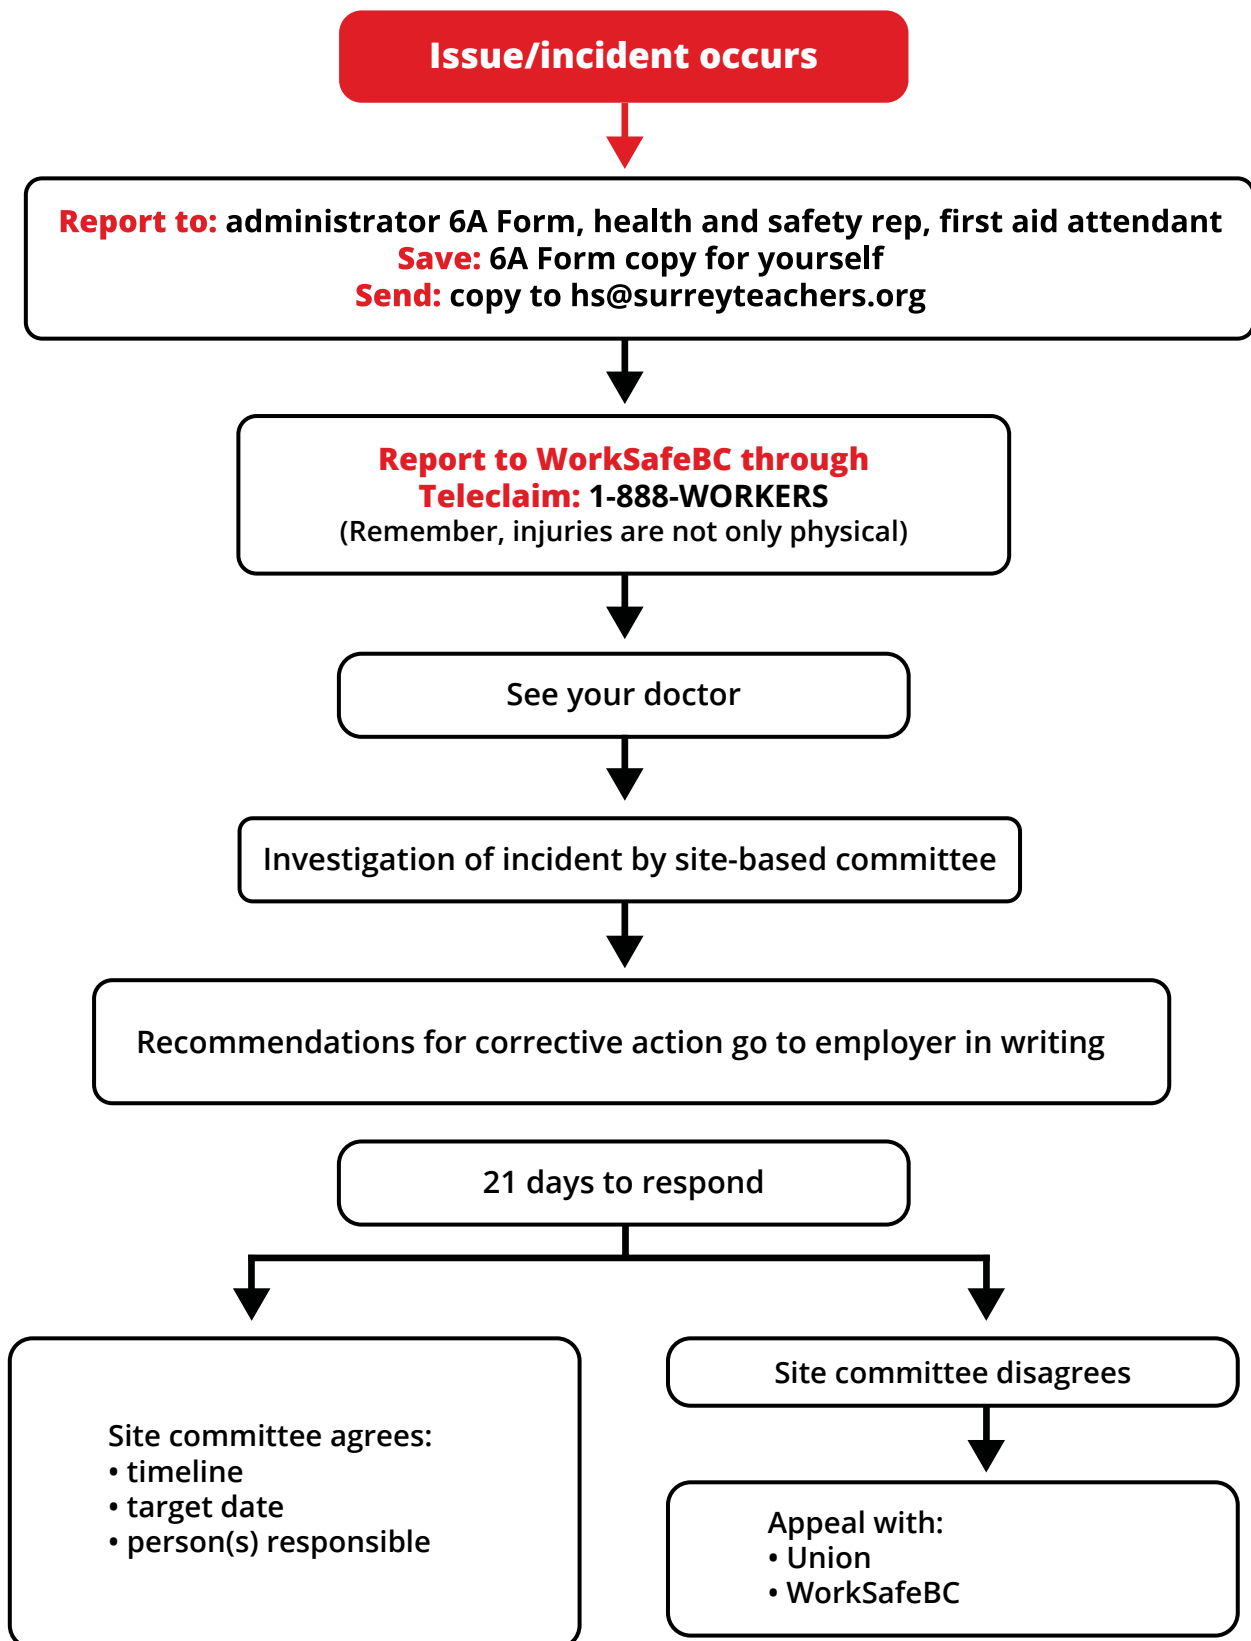 Issue/incident occurs
Report to: administrator 6A Form, health and safety rep, first aid attendant
Save: 6A Form copy for yourself
Send: copy to hs@surreyteachers.org
Report to WorkSafeBC through
Teleclaim: 1-888-WORKERS
(Remember, injuries are not only physical)
See your doctor
Investigation of incident by site-based committee
Recommendations for corrective action go to employer in writing
21 days to respond
Site committee agrees:
• timeline
• target date
• person(s) responsible
Site committee disagrees
Appeal with:
• Union
• WorkSafeBC